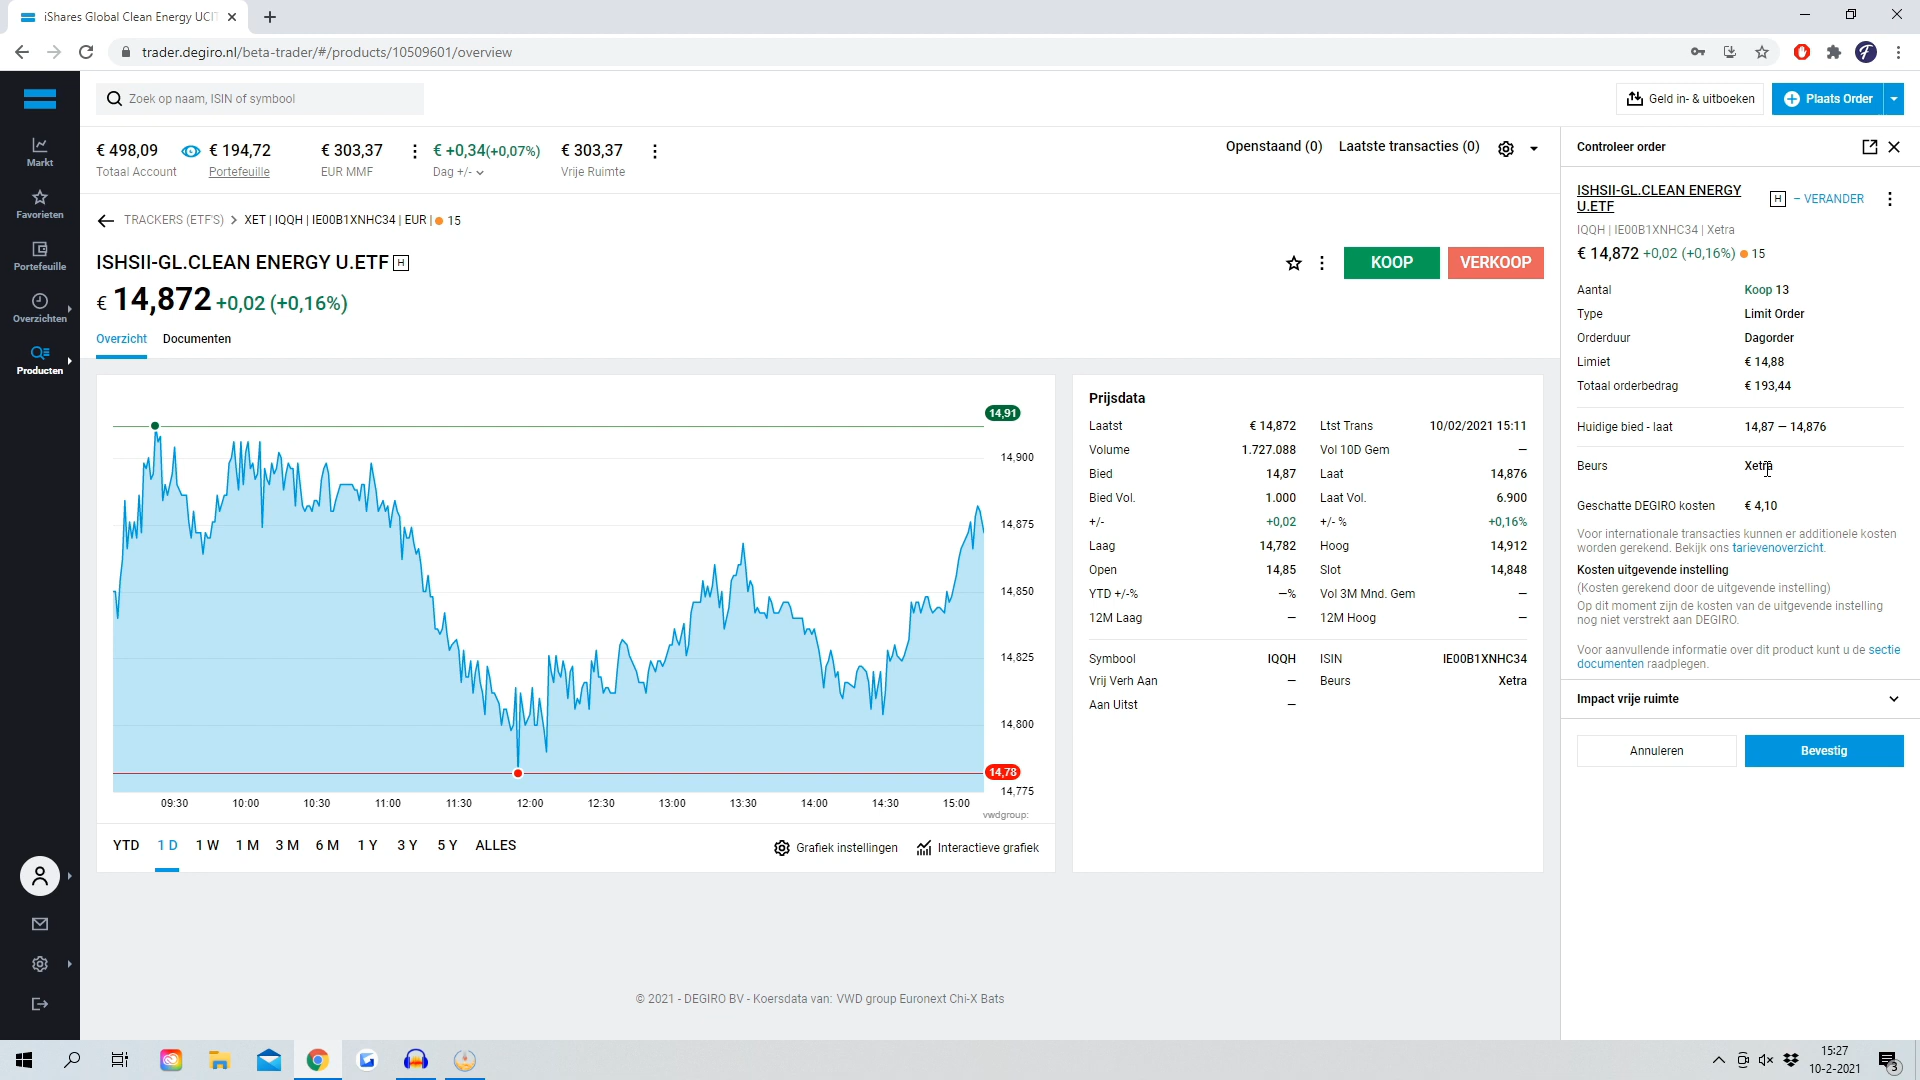 iShares Global Clean Energy UCIT
trader.degiro.nl/beta-trader/#/products/10509601/overview
Zoek op naam, ISIN of symbool
Geld in- & uitboeken
Plaats Order
Markt
Favorieten
Portefeuille
Overzichten
Producten
€ 498,09 € 194,72 € 303,37 € +0,34(+0,07%) € 303,37
Totaal Account Portefeuille EUR MMF Dag +/- Vrije Ruimte
Openstaand (0) Laatste transacties (0)
TRACKERS (ETF'S) > XET | IQQH | IE00B1XNHC34 | EUR | 15
ISHSII-GL.CLEAN ENERGY U.ETF H
€ 14,872 +0,02 (+0,16%)
KOOP VERKOOP
Overzicht Documenten
14,91
14,900
14,875
14,850
14,825
14,800
14,78
14,775
09:30 10:00 10:30 11:00 11:30 12:00 12:30 13:00 13:30 14:00 14:30 15:00
vwdgroup:
YTD 1 D 1 W 1 M 3 M 6 M 1 Y 3 Y 5 Y ALLES
Grafiek instellingen Interactieve grafiek
Prijsdata
Laatst € 14,872 Ltst Trans 10/02/2021 15:11
Volume 1.727.088 Vol 10D Gem —
Bied 14,87 Laat 14,876
Bied Vol. 1.000 Laat Vol. 6.900
+/- +0,02 +/- % +0,16%
Laag 14,782 Hoog 14,912
Open 14,85 Slot 14,848
YTD +/-% —% Vol 3M Mnd. Gem —
12M Laag — 12M Hoog —
Symbol IQQH ISIN IE00B1XNHC34
Vrij Verh Aan — Beurs Xetra
Aan Uitst —
Controleer order
ISHSII-GL.CLEAN ENERGY
U.ETF
H – VERANDER
IQQH | IE00B1XNHC34 | Xetra
€ 14,872 +0,02 (+0,16%) 15
Aantal Koop 13
Type Limit Order
Orderduur Dagorder
Limiet € 14,88
Totaal orderbedrag € 193,44
Huidige bied - laat 14,87 — 14,876
Beurs Xetra
Geschatte DEGIRO kosten € 4,10
Voor internationale transacties kunnen er additionele kosten
worden gerekend. Bekijk ons tarievenoverzicht.
Kosten uitgevende instelling
(Kosten gerekend door de uitgevende instelling)
Op dit moment zijn de kosten van de uitgevende instelling
nog niet verstrekt aan DEGIRO.
Voor aanvullende informatie over dit product kunt u de sectie
documenten raadplegen.
Impact vrije ruimte
Annuleren Bevestig
© 2021 - DEGIRO BV - Koersdata van: VWD group Euronext Chi-X Bats
15:27
10-2-2021
3